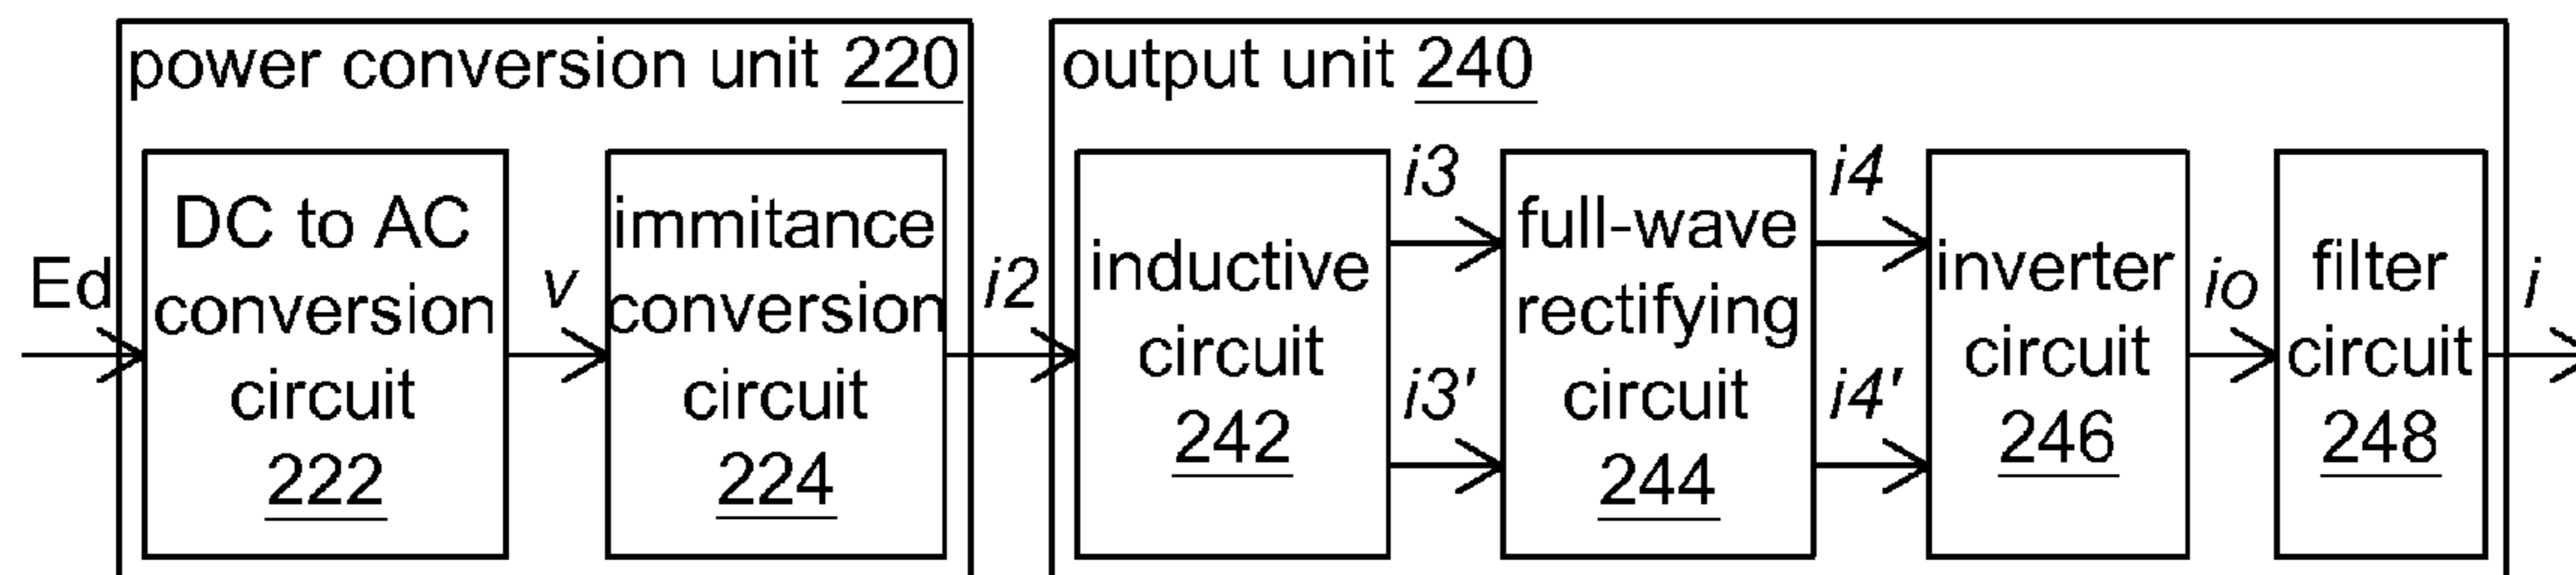 power conversion unit 220
output unit 240
Ed
DC to AC
conversion
circuit
222
v
immitance
conversion
circuit
224
i2
inductive
circuit
242
i3
i3'
full-wave
rectifying
circuit
244
i4
i4'
inverter
circuit
246
io
filter
circuit
248
i